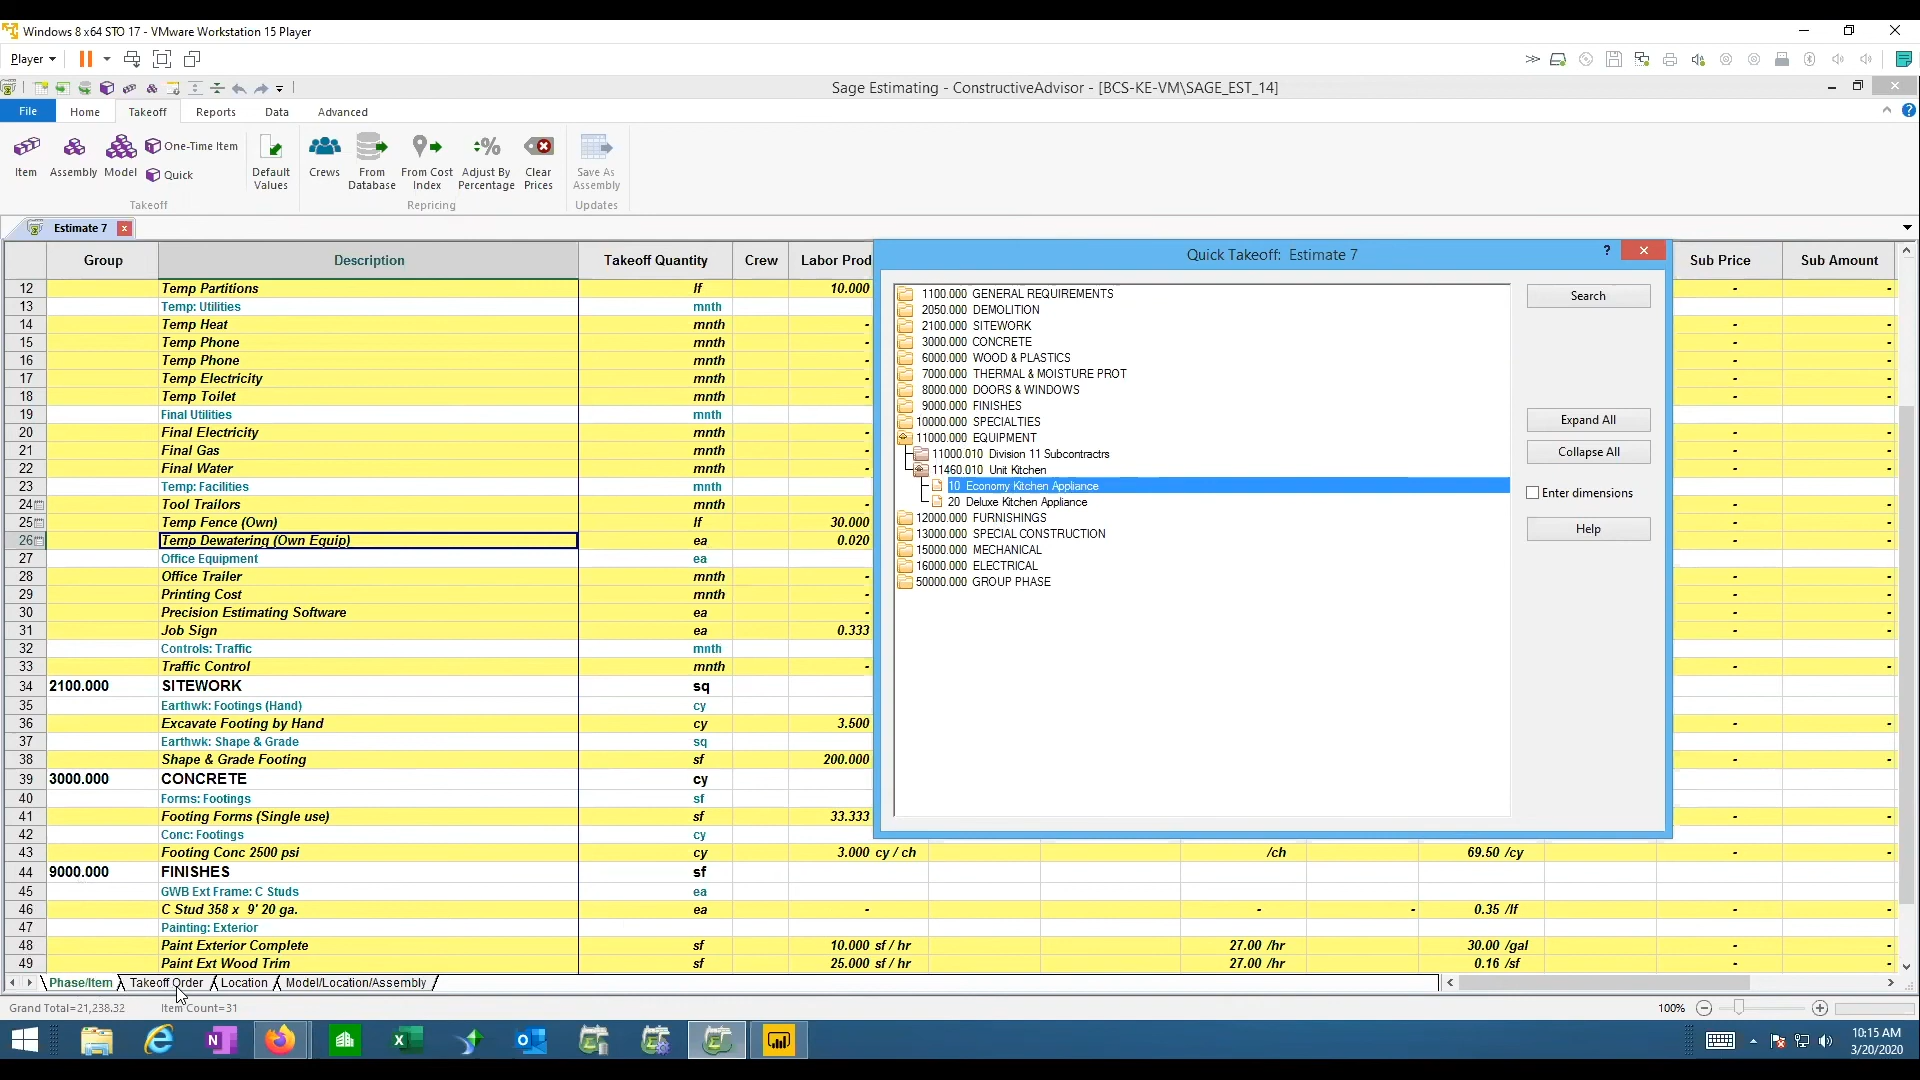 Windows 8 x64 STO 17 - VMware Workstation 15 Player
Player
Sage Estimating - ConstructiveAdvisor - [BCS-KE-VM\SAGE_EST_14]
File Home Takeoff Reports Data Advanced
Item Assembly Model One-Time Item Quick Default Values Crews From Database From Cost Index Adjust By Percentage Clear Prices Save As Assembly
Takeoff Repricing Updates
Estimate 7
Group Description Takeoff Quantity Crew Labor Prod Sub Price Sub Amount
12 Temp Partitions lf 10.000 - -
13 Temp: Utilities mnth
14 Temp Heat mnth - - -
15 Temp Phone mnth - - -
16 Temp Phone mnth - - -
17 Temp Electricity mnth - - -
18 Temp Toilet mnth - - -
19 Final Utilities mnth
20 Final Electricity mnth - - -
21 Final Gas mnth - - -
22 Final Water mnth - - -
23 Temp: Facilities mnth
24 Tool Trailors mnth - - -
25 Temp Fence (Own) lf 30.000 - -
26 Temp Dewatering (Own Equip) ea 0.020 - -
27 Office Equipment ea
28 Office Trailer mnth - - -
29 Printing Cost mnth - - -
30 Precision Estimating Software ea - - -
31 Job Sign ea 0.333 - -
32 Controls: Traffic mnth
33 Traffic Control mnth - - -
34 2100.000 SITEWORK sq
35 Earthwk: Footings (Hand) cy
36 Excavate Footing by Hand cy 3.500 - -
37 Earthwk: Shape & Grade sq
38 Shape & Grade Footing sf 200.000 - -
39 3000.000 CONCRETE cy
40 Forms: Footings sf
41 Footing Forms (Single use) sf 33.333 - -
42 Conc: Footings cy
43 Footing Conc 2500 psi cy 3.000 cy / ch /ch 69.50 /cy - -
44 9000.000 FINISHES sf
45 GWB Ext Frame: C Studs ea
46 C Stud 358 x 9' 20 ga. ea - - - 0.35 /lf - -
47 Painting: Exterior
48 Paint Exterior Complete sf 10.000 sf / hr 27.00 /hr 30.00 /gal - -
49 Paint Ext Wood Trim sf 25.000 sf / hr 27.00 /hr 0.16 /sf - -
Quick Takeoff: Estimate 7
?
1100.000 GENERAL REQUIREMENTS
2050.000 DEMOLITION
2100.000 SITEWORK
3000.000 CONCRETE
6000.000 WOOD & PLASTICS
7000.000 THERMAL & MOISTURE PROT
8000.000 DOORS & WINDOWS
9000.000 FINISHES
10000.000 SPECIALTIES
11000.000 EQUIPMENT
11000.010 Division 11 Subcontractrs
11460.010 Unit Kitchen
10 Economy Kitchen Appliance
20 Deluxe Kitchen Appliance
12000.000 FURNISHINGS
13000.000 SPECIAL CONSTRUCTION
15000.000 MECHANICAL
16000.000 ELECTRICAL
50000.000 GROUP PHASE
Search
Expand All
Collapse All
Enter dimensions
Help
Phase/Item Takeoff Order Location Model/Location/Assembly
Grand Total=21,238.32 Item Count=31 100%
10:15 AM
3/20/2020